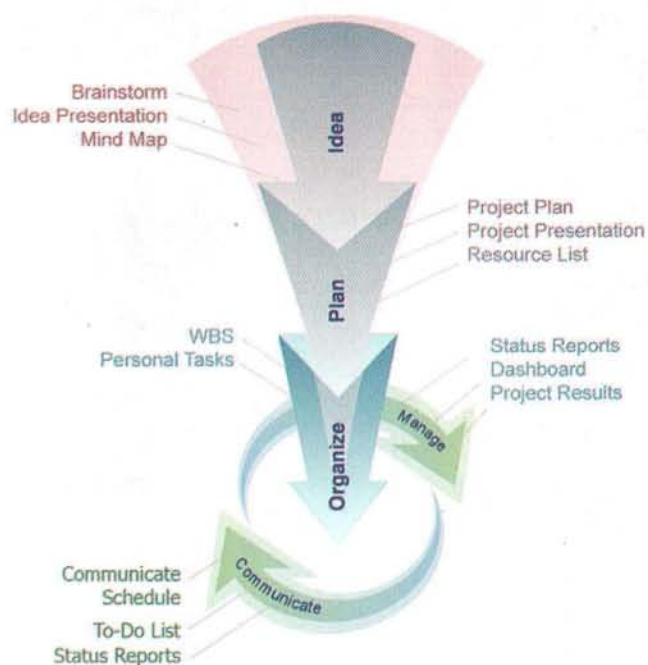 Brainstorm
Idea Presentation
Mind Map
Idea
Project Plan
Project Presentation
Resource List
Plan
WBS
Personal Tasks
Status Reports
Dashboard
Project Results
Manage
Organize
Communicate
Schedule
To-Do List
Status Reports
Communicate